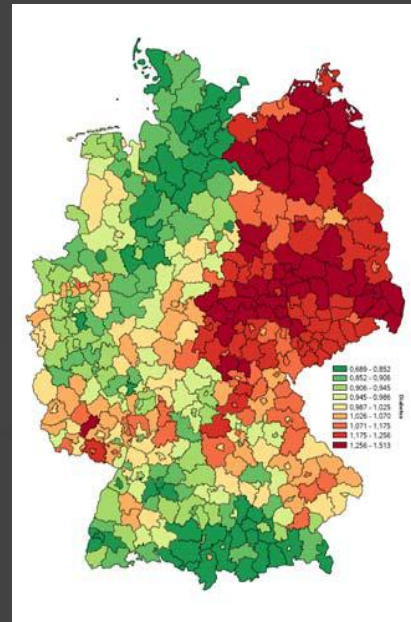 0,689 - 0,852
0,852 - 0,906
0,906 - 0,945
0,945 - 0,986
0,987 - 1,025
1,026 - 1,070
1,071 - 1,175
1,175 - 1,256
1,256 - 1,513
Diabetes